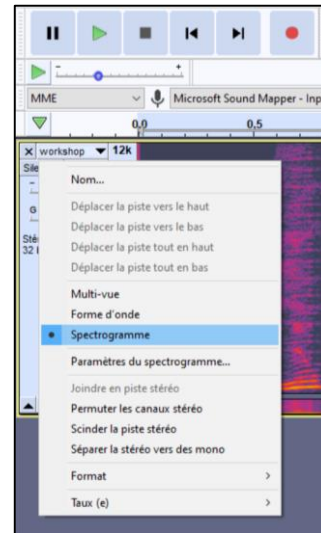 MME
Microsoft Sound Mapper - Inp
0,0 0,5
workshop 12k
Nom...
Déplacer la piste vers le haut
Déplacer la piste vers le bas
Déplacer la piste tout en haut
Déplacer la piste tout en bas
Multi-vue
Forme d'onde
Spectrogramme
Paramètres du spectrogramme...
Joindre en piste stéréo
Permuter les canaux stéréo
Scinder la piste stéréo
Séparer la stéréo vers des mono
Format
Taux (e)